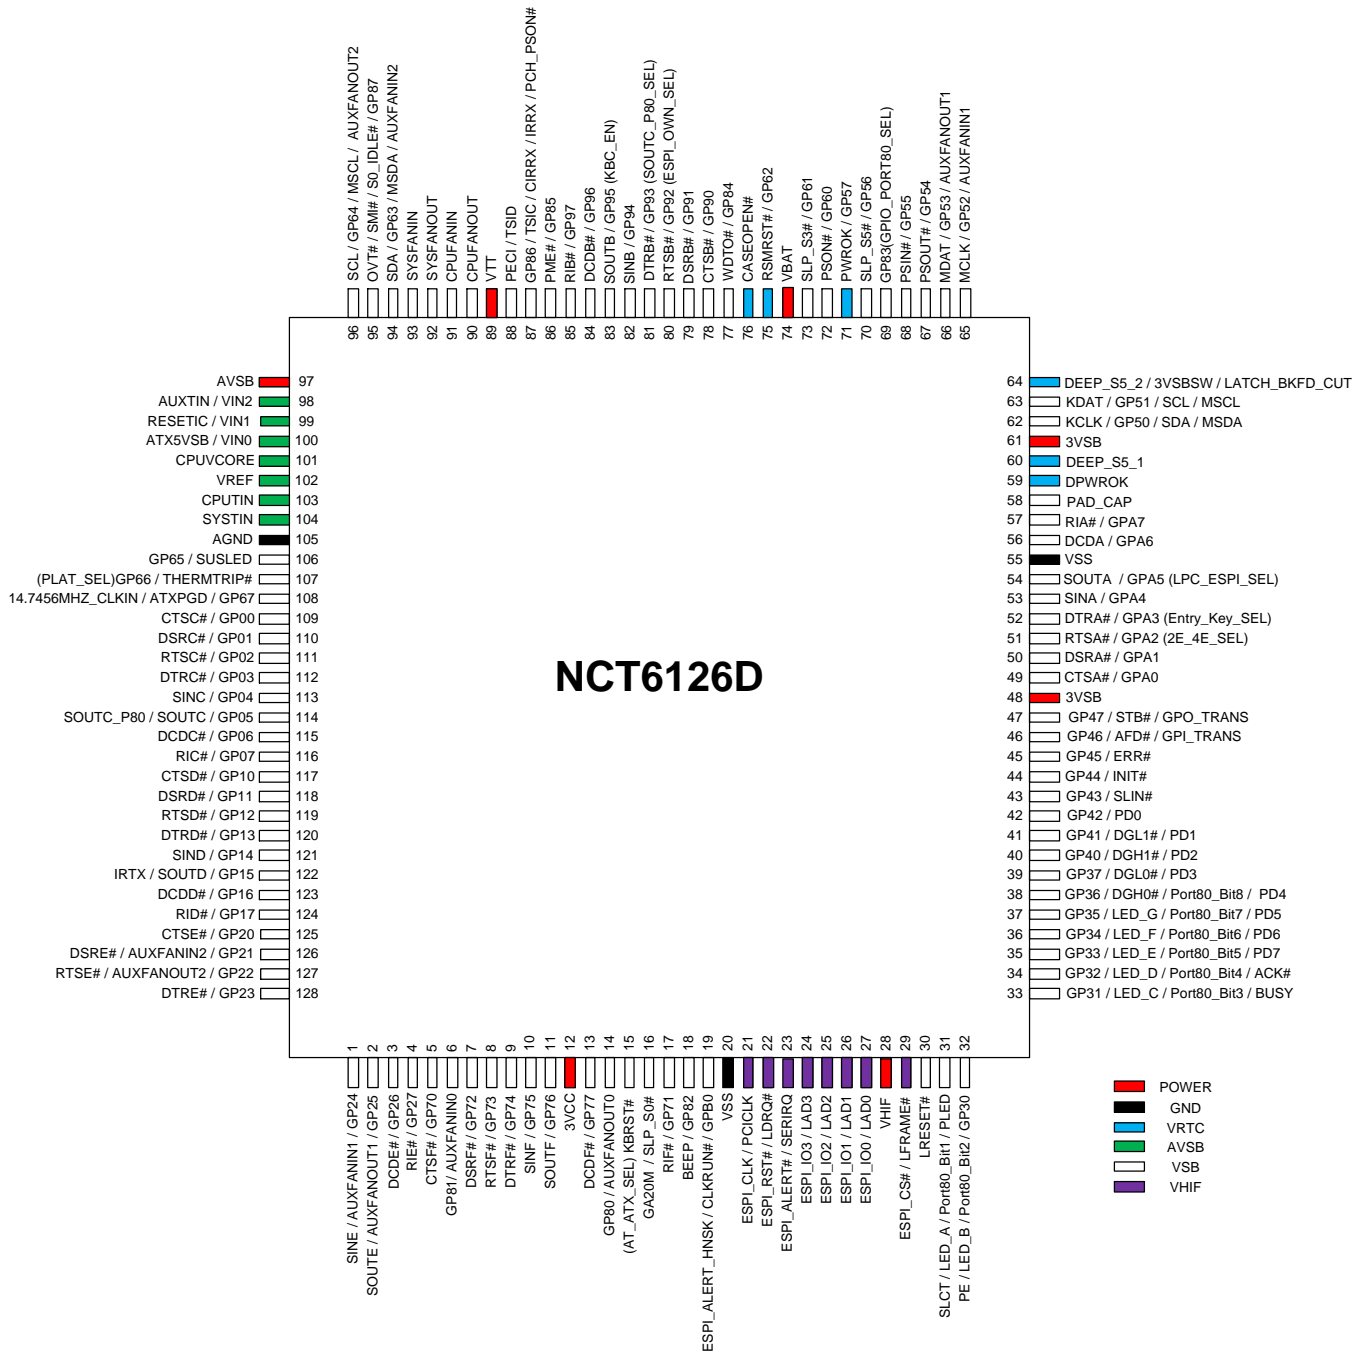 SCL / GP64 / MSCL / AUXFANOUT2
OVT# / SMI# / S0_IDLE# / GP87
SDA / GP63 / MSDA / AUXFANIN2
SYSFANIN
SYSFANOUT
CPUFANIN
CPUFANOUT
VTT
PECI / TSID
GP86 / TSIC / CIRRX / IRRX / PCH_PSON#
PME# / GP85
RIB# / GP97
DCDB# / GP96
SOUTB / GP95 (KBC_EN)
SINB / GP94
DTRB# / GP93 (SOUTC_P80_SEL)
RTSB# / GP92 (ESPI_OWN_SEL)
DSRB# / GP91
CTSB# / GP90
WDTO# / GP84
CASEOPEN#
RSMRST# / GP62
VBAT
SLP_S3# / GP61
PSON# / GP60
PWROK / GP57
SLP_S5# / GP56
GP83(GPIO_PORT80_SEL)
PSIN# / GP55
PSOUT# / GP54
MDAT / GP53 / AUXFANOUT1
MCLK / GP52 / AUXFANIN1
96
95
94
93
92
91
90
89
88
87
86
85
84
83
82
81
80
79
78
77
76
75
74
73
72
71
70
69
68
67
66
65
AVSB 97
AUXTIN / VIN2 98
RESETIC / VIN1 99
ATX5VSB / VIN0 100
CPUVCORE 101
VREF 102
CPUTIN 103
SYSTIN 104
AGND 105
GP65 / SUSLED 106
(PLAT_SEL)GP66 / THERMTRIP# 107
14.7456MHZ_CLKIN / ATXPGD / GP67 108
CTSC# / GP00 109
DSRC# / GP01 110
RTSC# / GP02 111
DTRC# / GP03 112
SINC / GP04 113
SOUTC_P80 / SOUTC / GP05 114
DCDC# / GP06 115
RIC# / GP07 116
CTSD# / GP10 117
DSRD# / GP11 118
RTSD# / GP12 119
DTRD# / GP13 120
SIND / GP14 121
IRTX / SOUTD / GP15 122
DCDD# / GP16 123
RID# / GP17 124
CTSE# / GP20 125
DSRE# / AUXFANIN2 / GP21 126
RTSE# / AUXFANOUT2 / GP22 127
DTRE# / GP23 128
NCT6126D
64 DEEP_S5_2 / 3VSBSW / LATCH_BKFD_CUT
63 KDAT / GP51 / SCL / MSCL
62 KCLK / GP50 / SDA / MSDA
61 3VSB
60 DEEP_S5_1
59 DPWROK
58 PAD_CAP
57 RIA# / GPA7
56 DCDA / GPA6
55 VSS
54 SOUTA / GPA5 (LPC_ESPI_SEL)
53 SINA / GPA4
52 DTRA# / GPA3 (Entry_Key_SEL)
51 RTSA# / GPA2 (2E_4E_SEL)
50 DSRA# / GPA1
49 CTSA# / GPA0
48 3VSB
47 GP47 / STB# / GPO_TRANS
46 GP46 / AFD# / GPI_TRANS
45 GP45 / ERR#
44 GP44 / INIT#
43 GP43 / SLIN#
42 GP42 / PD0
41 GP41 / DGL1# / PD1
40 GP40 / DGH1# / PD2
39 GP37 / DGL0# / PD3
38 GP36 / DGH0# / Port80_Bit8 / PD4
37 GP35 / LED_G / Port80_Bit7 / PD5
36 GP34 / LED_F / Port80_Bit6 / PD6
35 GP33 / LED_E / Port80_Bit5 / PD7
34 GP32 / LED_D / Port80_Bit4 / ACK#
33 GP31 / LED_C / Port80_Bit3 / BUSY
1
2
3
4
5
6
7
8
9
10
11
12
13
14
15
16
17
18
19
20
21
22
23
24
25
26
27
28
29
30
31
32
SINE / AUXFANIN1 / GP24
SOUTE / AUXFANOUT1 / GP25
DCDE# / GP26
RIE# / GP27
CTSF# / GP70
GP81/ AUXFANIN0
DSRF# / GP72
RTSF# / GP73
DTRF# / GP74
SINF / GP75
SOUTF / GP76
3VCC
DCDF# / GP77
GP80 / AUXFANOUT0
(AT_ATX_SEL) KBRST#
GA20M / SLP_S0#
RIF# / GP71
BEEP / GP82
ESPI_ALERT_HNSK / CLKRUN# / GPB0
VSS
ESPI_CLK / PCICLK
ESPI_RST# / LDRQ#
ESPI_ALERT# / SERIRQ
ESPI_IO3 / LAD3
ESPI_IO2 / LAD2
ESPI_IO1 / LAD1
ESPI_IO0 / LAD0
VHIF
ESPI_CS# / LFRAME#
LRESET#
SLCT / LED_A / Port80_Bit1 / PLED
PE / LED_B / Port80_Bit2 / GP30
POWER
GND
VRTC
AVSB
VSB
VHIF